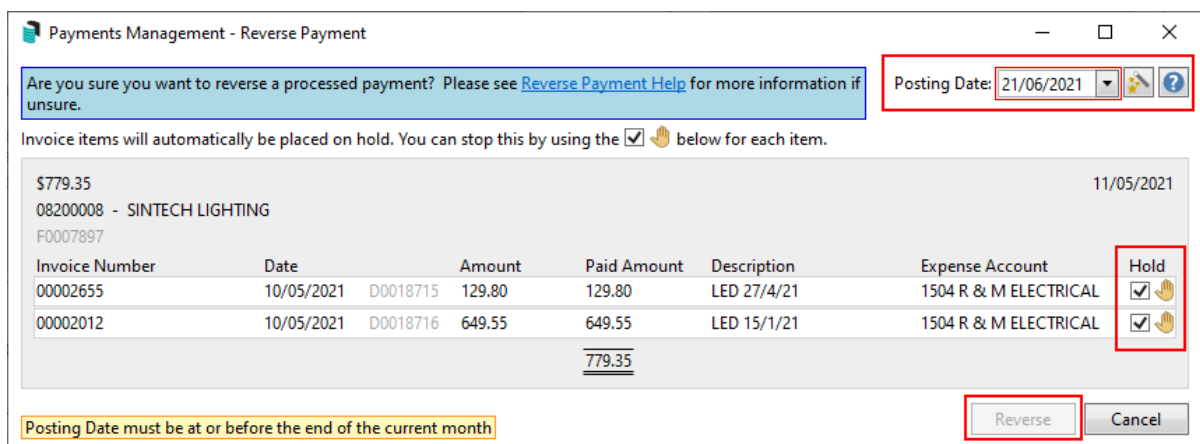 Payments Management - Reverse Payment
Are you sure you want to reverse a processed payment? Please see Reverse Payment Help for more information if
unsure.
Posting Date: 21/06/2021
Invoice items will automatically be placed on hold. You can stop this by using the below for each item.
$779.35 11/05/2021
08200008 - SINTECH LIGHTING
F0007897
Invoice Number Date Amount Paid Amount Description Expense Account Hold
00002655 10/05/2021 D0018715 129.80 129.80 LED 27/4/21 1504 R & M ELECTRICAL
00002012 10/05/2021 D0018716 649.55 649.55 LED 15/1/21 1504 R & M ELECTRICAL
779.35
Posting Date must be at or before the end of the current month
Reverse Cancel